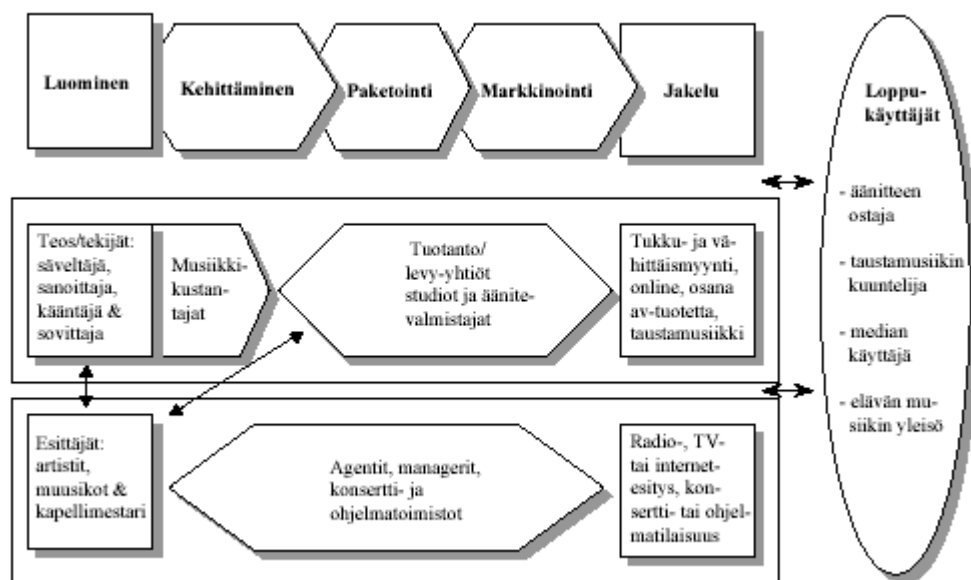 Luominen
Kehittäminen
Paketointi
Markkinointi
Jakelu
Loppu-
käyttäjät
- äänitteen
ostaja
- taustamusiikin
kuuntelija
- median
käyttäjä
- elävän mu-
siikin yleisö
Teos/tekijät:
säveltäjä,
sanoittaja,
kääntäjä &
sovittaja
Musiikki-
kustan-
tajat
Tuotanto/
levy-yhtiöt
studiot ja äänite-
valmistajat
Tukku- ja vä-
hittäismyynti,
online, osana
av-tuotetta,
taustamusiikki
Esittäjät:
artistit,
muusikot &
kapellimestari
Agentit, managerit,
konsertti- ja
ohjelmatoimistot
Radio-, TV-
tai internet-
esitys, kon-
sertti- tai ohjel-
matilaisuus